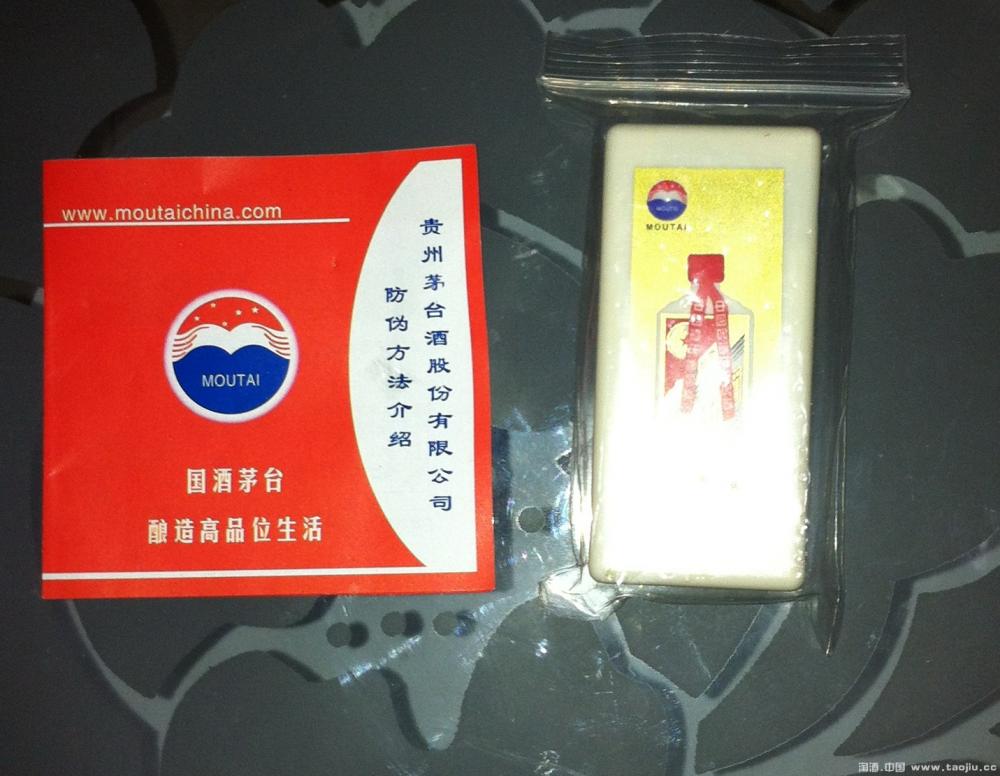 www.moutaichina.com
贵州茅台酒股份有限公司
防伪方法介绍
MOUTAI
国酒茅台
酿造高品位生活
MOUTAI
淘酒.中国 www.taojiu.cc